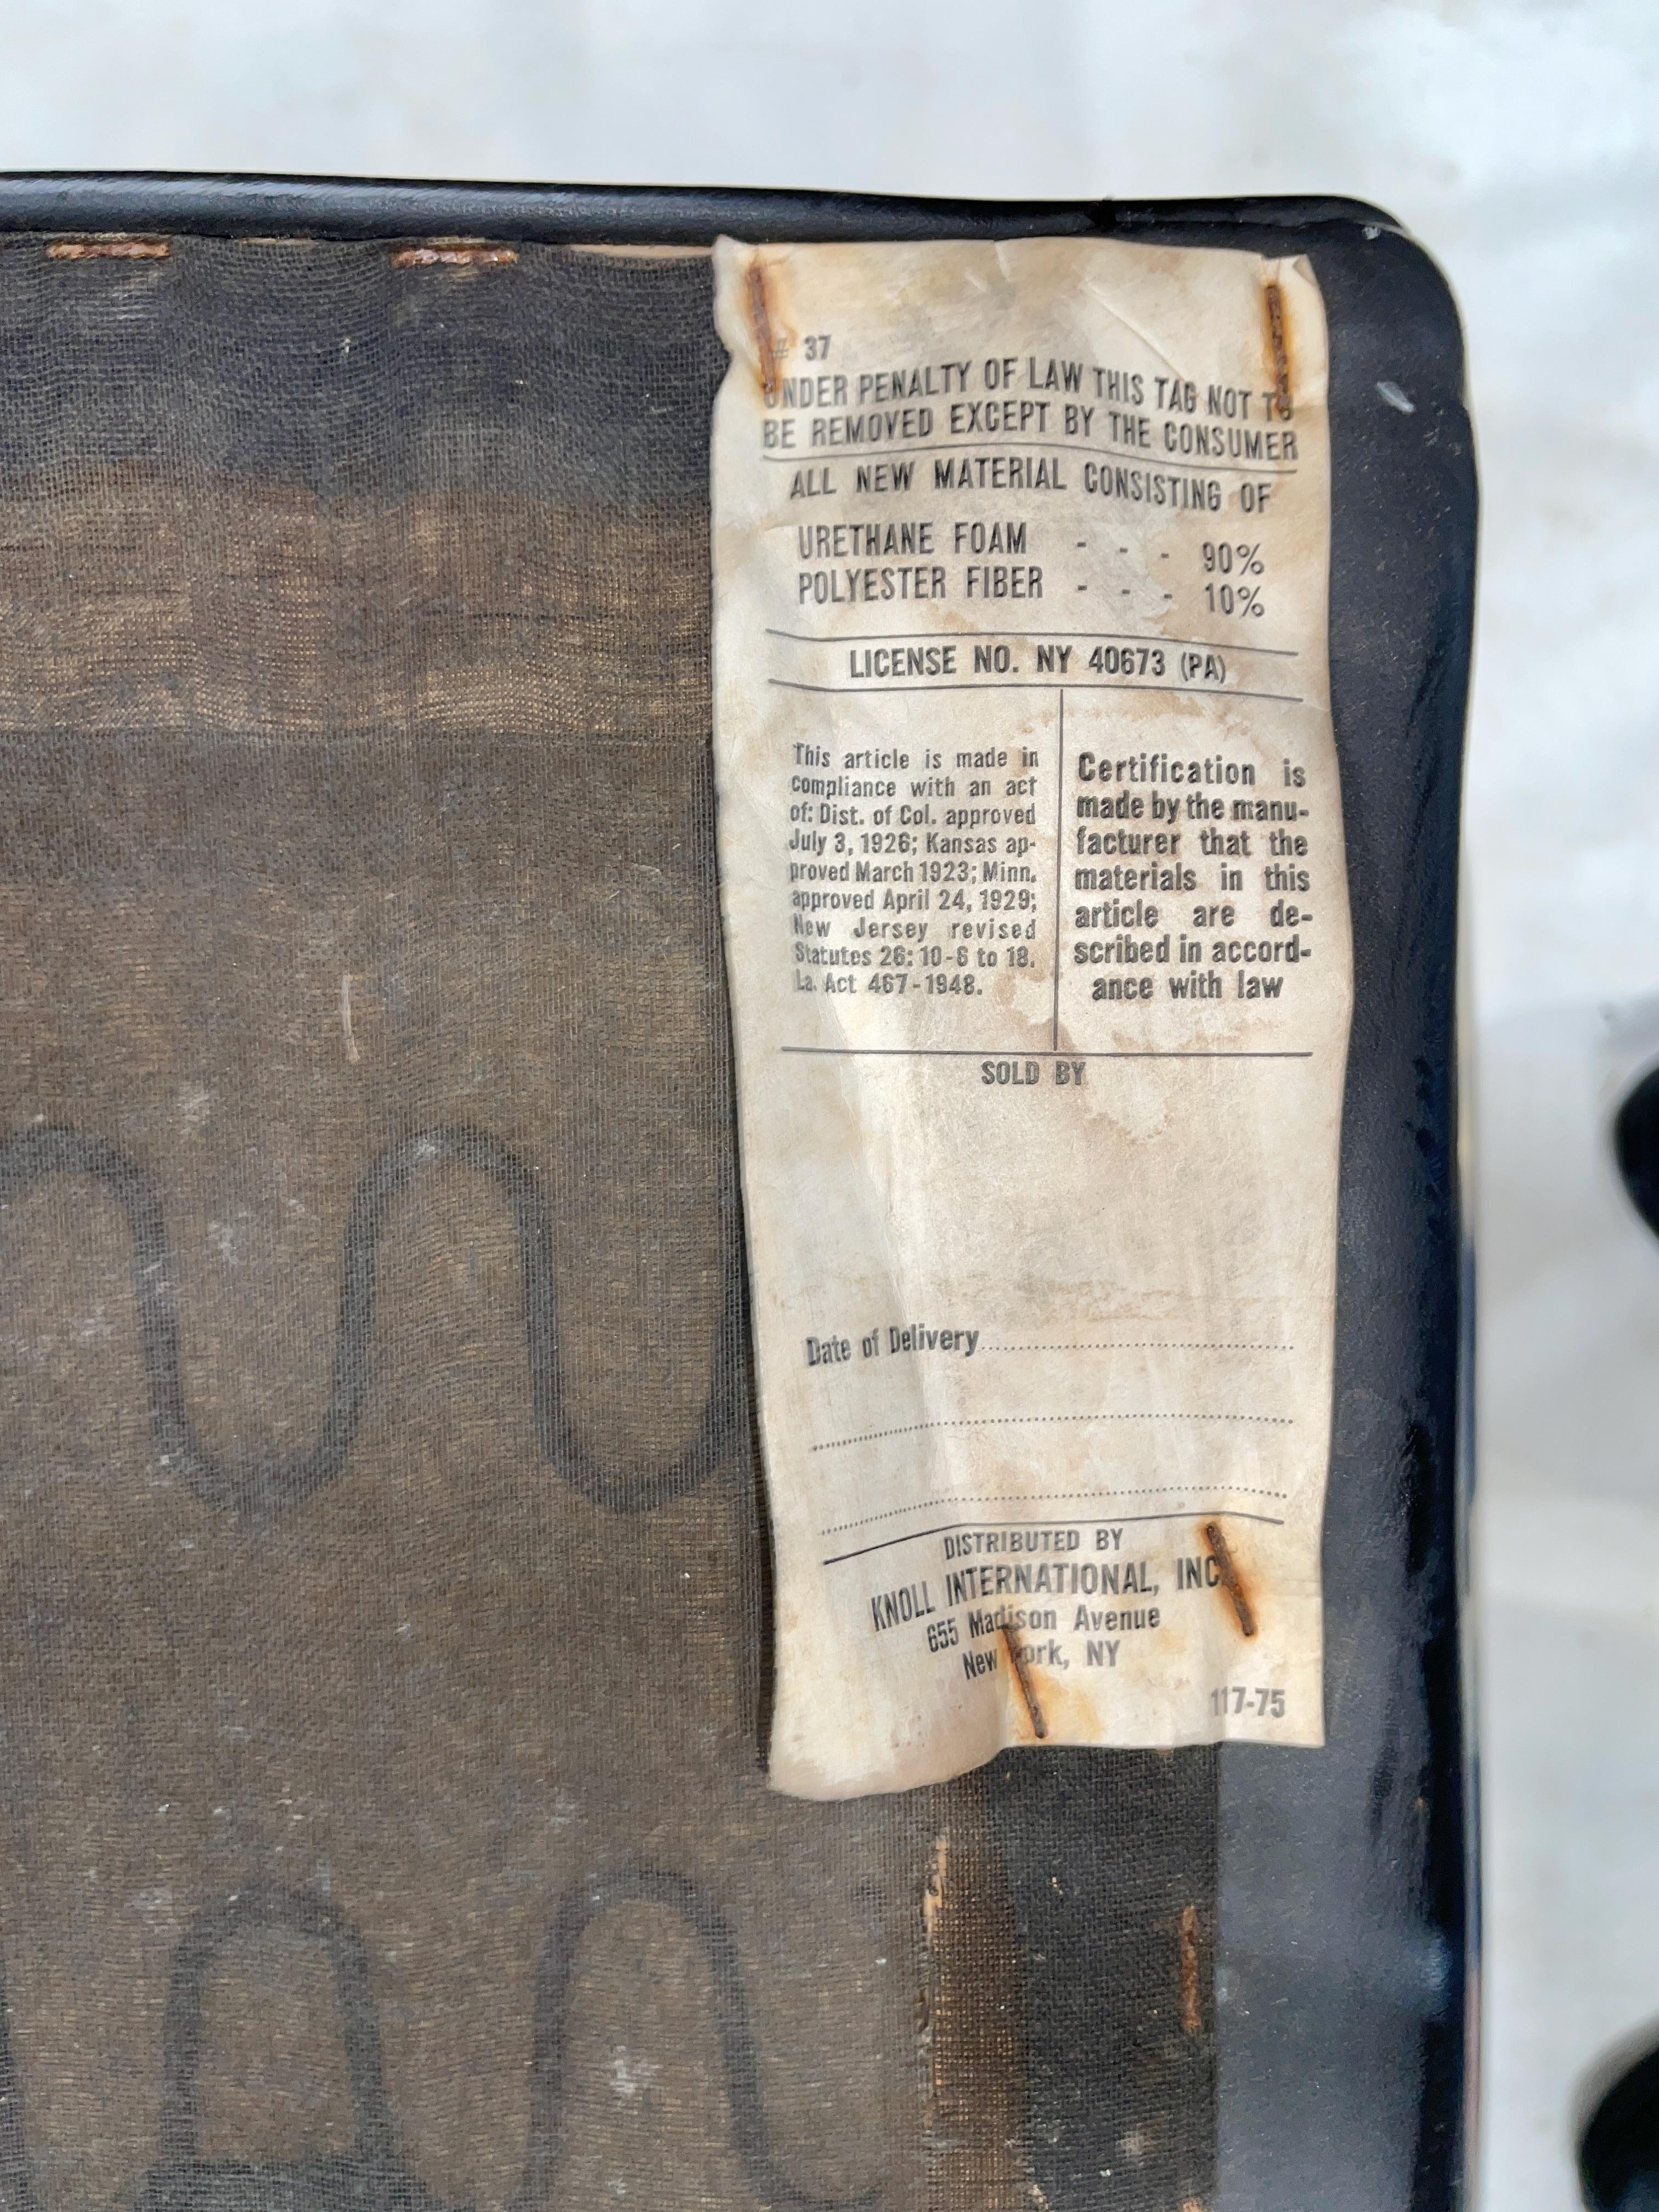 # 37
UNDER PENALTY OF LAW THIS TAG NOT TO
BE REMOVED EXCEPT BY THE CONSUMER
ALL NEW MATERIAL CONSISTING OF
URETHANE FOAM - - - 90%
POLYESTER FIBER - - - 10%
LICENSE NO. NY 40673 (PA)
This article is made in
compliance with an act
of: Dist. of Col. approved
July 3, 1926; Kansas ap-
proved March 1923; Minn.
approved April 24, 1929;
New Jersey revised
Statutes 26: 10-6 to 18.
La. Act 467-1948.
Certification is
made by the manu-
facturer that the
materials in this
article are de-
scribed in accord-
ance with law
SOLD BY
Date of Delivery
DISTRIBUTED BY
KNOLL INTERNATIONAL, INC.
655 Madison Avenue
New York, NY
117-75